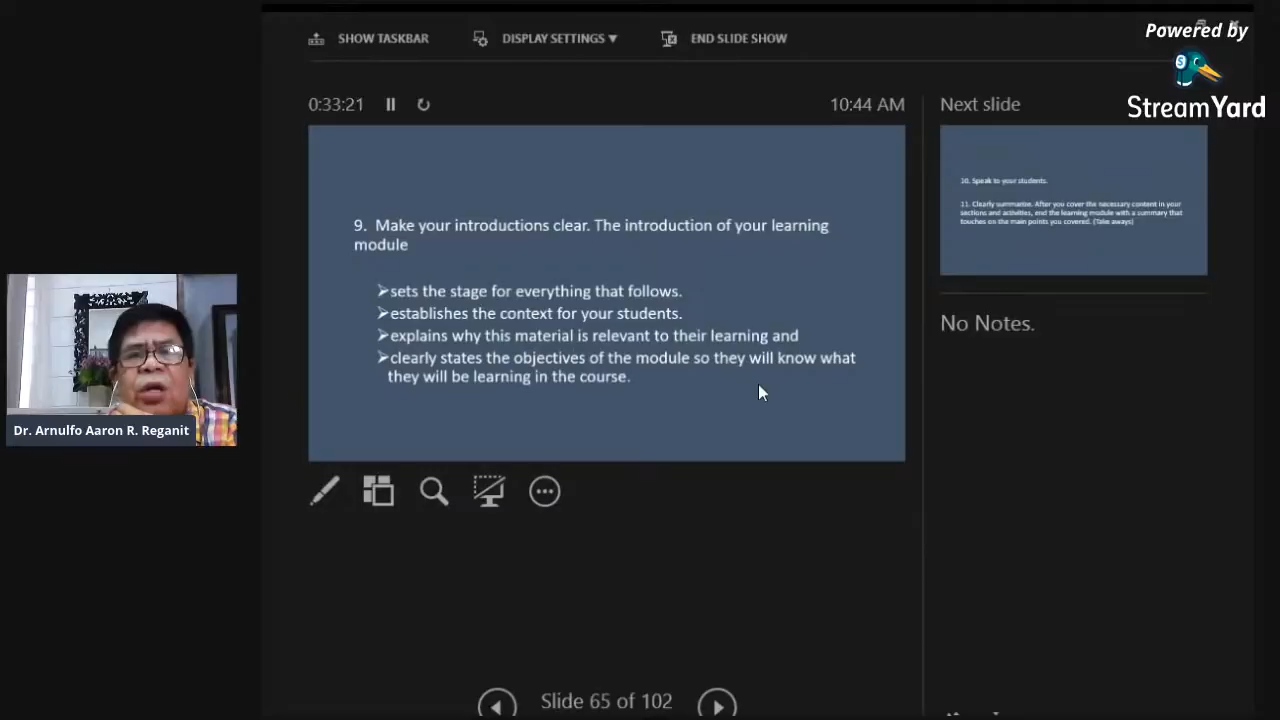 SHOW TASKBAR
DISPLAY SETTINGS ▼
END SLIDE SHOW
Powered by
StreamYard
0:33:21
10:44 AM
Next slide
9. Make your introductions clear. The introduction of your learning
module
➢sets the stage for everything that follows.
➢establishes the context for your students.
➢explains why this material is relevant to their learning and
➢clearly states the objectives of the module so they will know what
they will be learning in the course.
10. Speak to your students.
11. Clearly summarize. After you cover the necessary content in your
sections and activities, end the learning module with a summary that
touches on the main points you covered. (Take aways)
No Notes.
Dr. Arnulfo Aaron R. Reganit
Slide 65 of 102